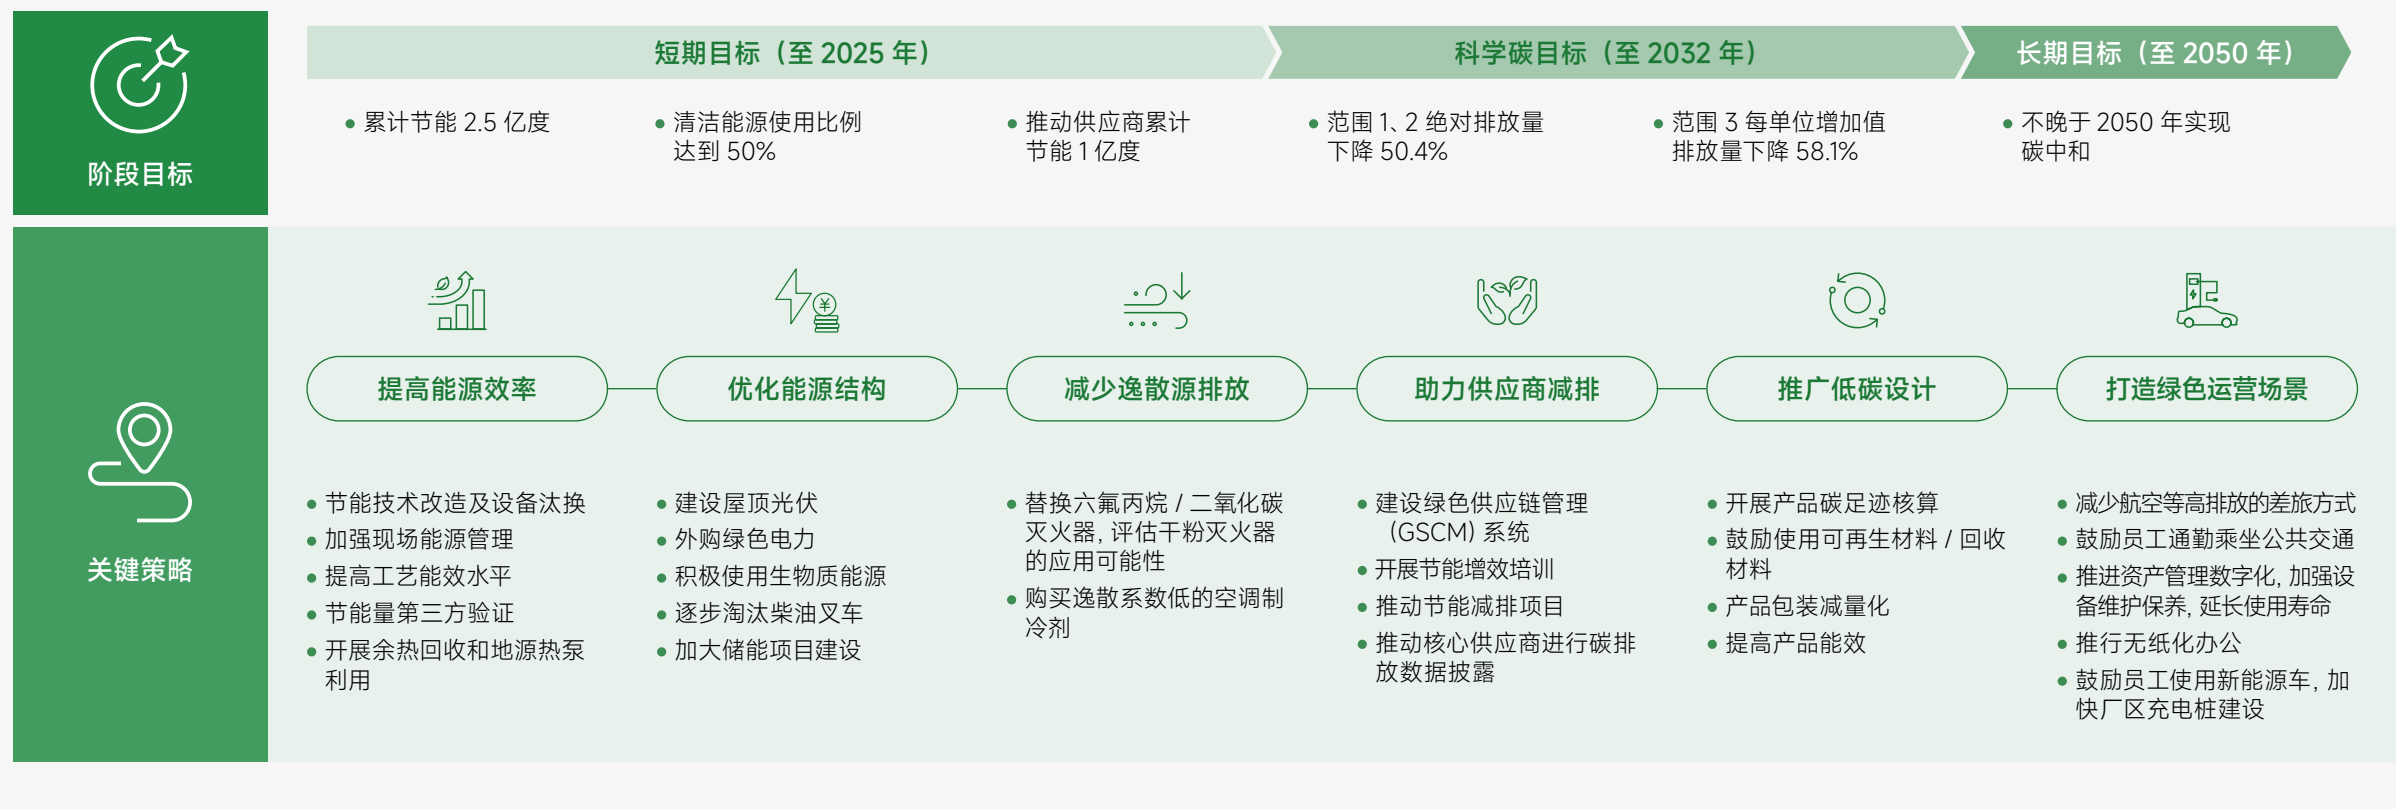 阶段目标
短期目标（至 2025 年）
科学碳目标（至 2032 年）
长期目标（至 2050 年）
累计节能 2.5 亿度
清洁能源使用比例
达到 50%
推动供应商累计
节能 1 亿度
范围 1、2 绝对排放量
下降 50.4%
范围 3 每单位增加值
排放量下降 58.1%
不晚于 2050 年实现
碳中和
关键策略
提高能源效率
节能技术改造及设备汰换
加强现场能源管理
提高工艺能效水平
节能量第三方验证
开展余热回收和地源热泵
利用
优化能源结构
建设屋顶光伏
外购绿色电力
积极使用生物质能源
逐步淘汰柴油叉车
加大储能项目建设
减少逸散源排放
替换六氟丙烷 / 二氧化碳
灭火器, 评估干粉灭火器
的应用可能性
购买逸散系数低的空调制
冷剂
助力供应商减排
建设绿色供应链管理
（GSCM）系统
开展节能增效培训
推动节能减排项目
推动核心供应商进行碳排
放数据披露
推广低碳设计
开展产品碳足迹核算
鼓励使用可再生材料 / 回收
材料
产品包装减量化
提高产品能效
打造绿色运营场景
减少航空等高排放的差旅方式
鼓励员工通勤乘坐公共交通
推进资产管理数字化, 加强设
备维护保养, 延长使用寿命
推行无纸化办公
鼓励员工使用新能源车, 加
快厂区充电桩建设